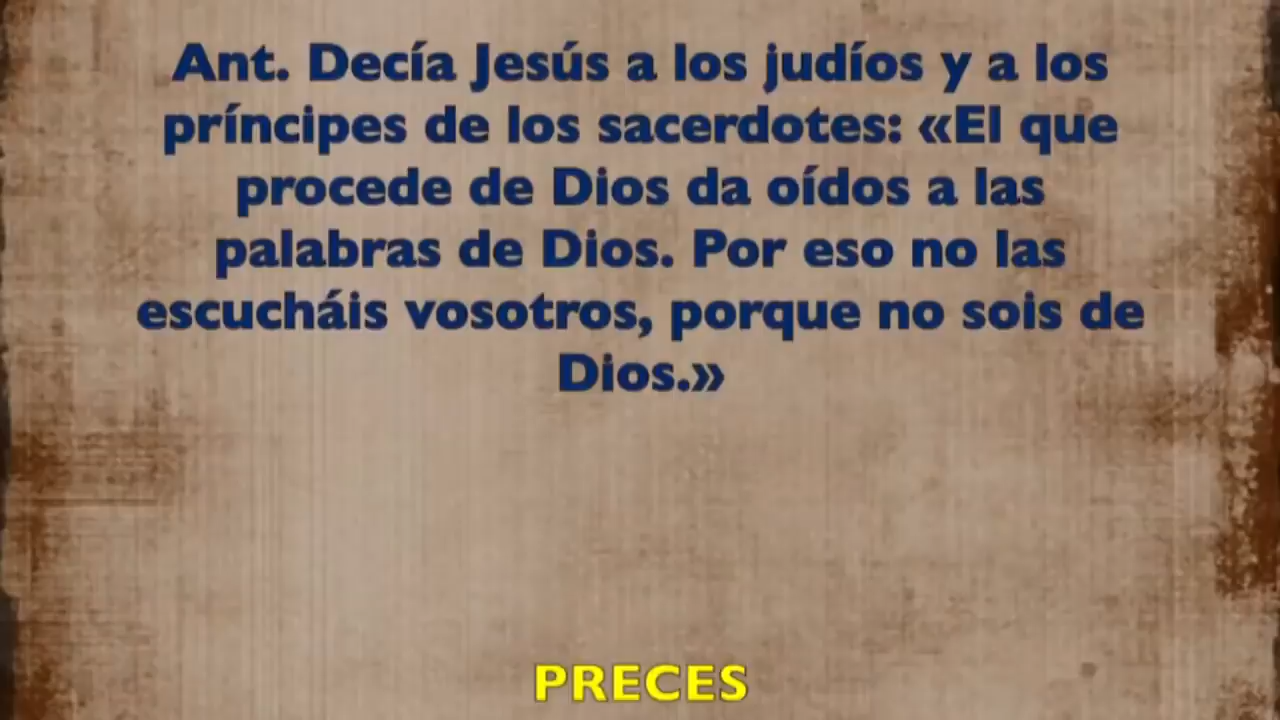 Ant. Decía Jesús a los judíos y a los
príncipes de los sacerdotes: «El que
procede de Dios da oídos a las
palabras de Dios. Por eso no las
escucháis vosotros, porque no sois de
Dios.»
PRECES